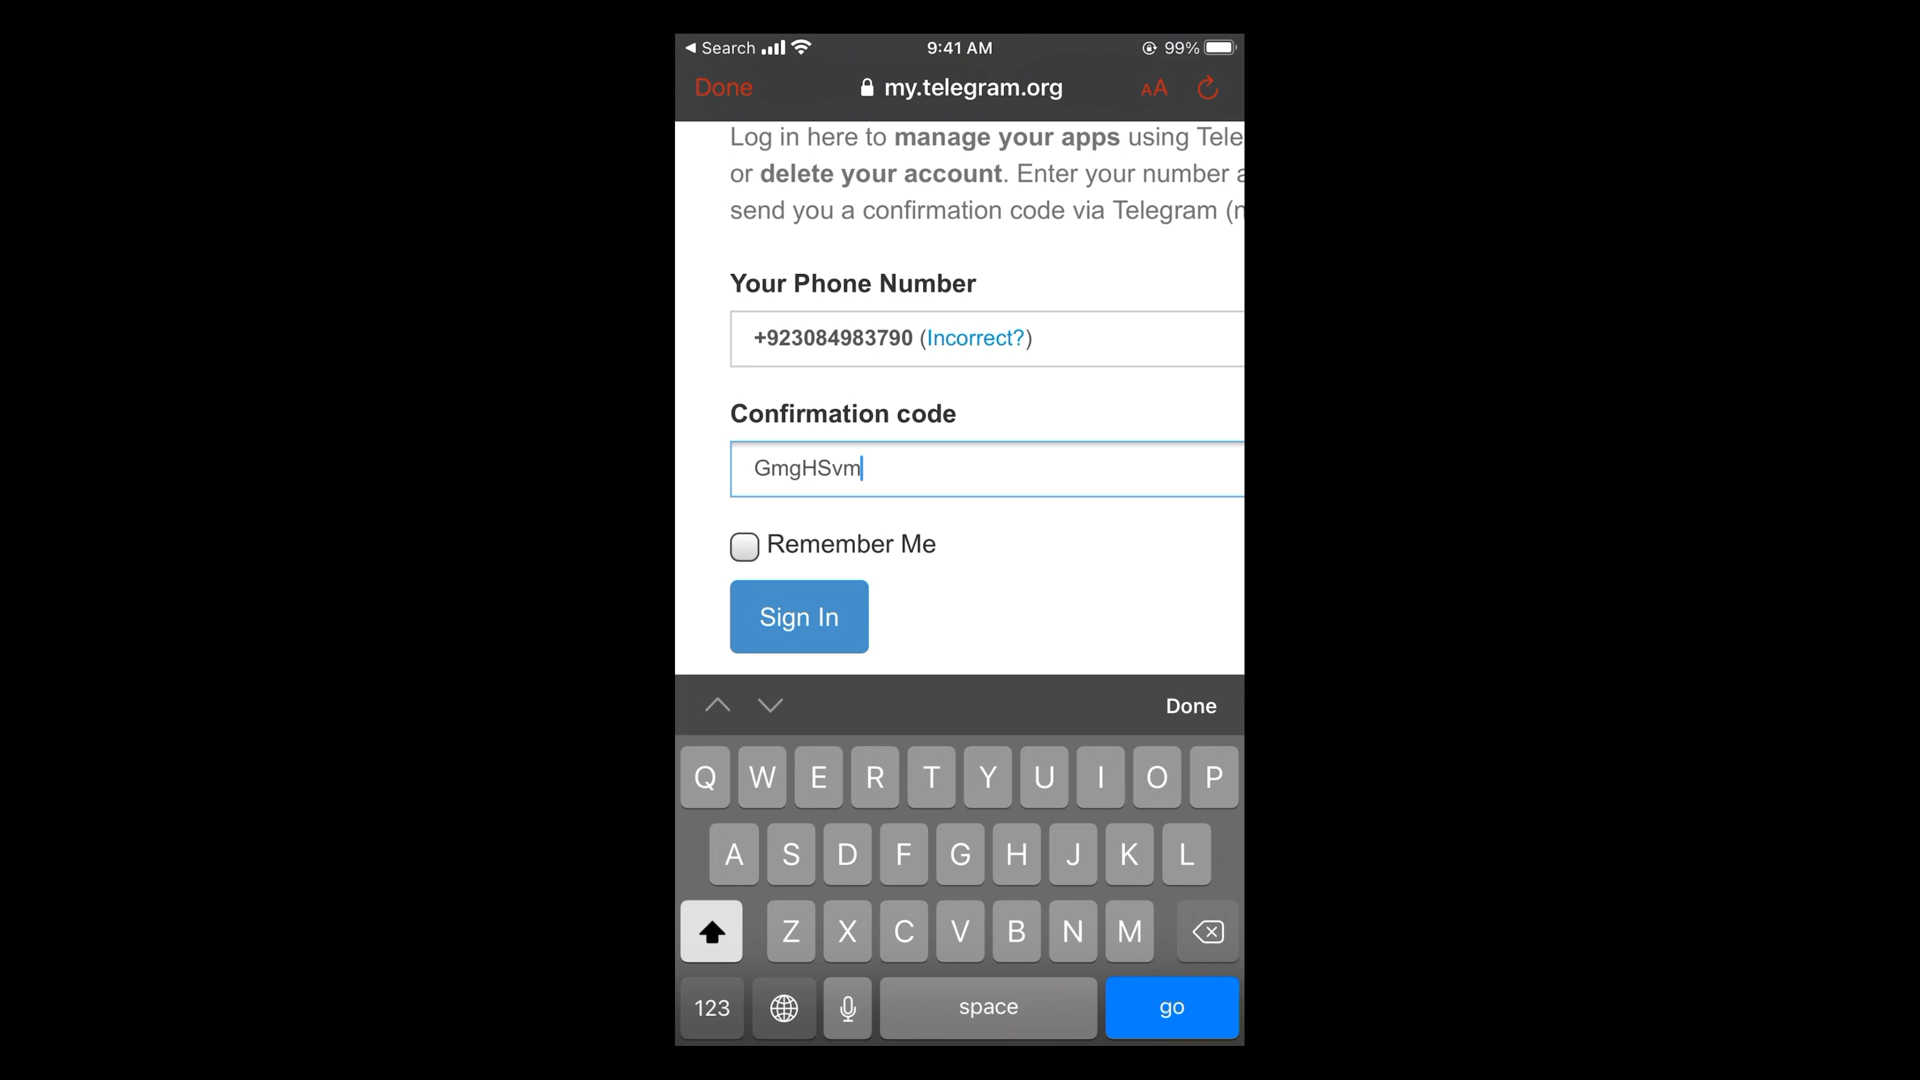 Search 9:41 AM 99%
Done my.telegram.org AA
Log in here to manage your apps using Tele
or delete your account. Enter your number a
send you a confirmation code via Telegram (n
Your Phone Number
+923084983790 (Incorrect?)
Confirmation code
GmgHSvm
Remember Me
Sign In
Done
Q W E R T Y U I O P
A S D F G H J K L
Z X C V B N M
123 space go